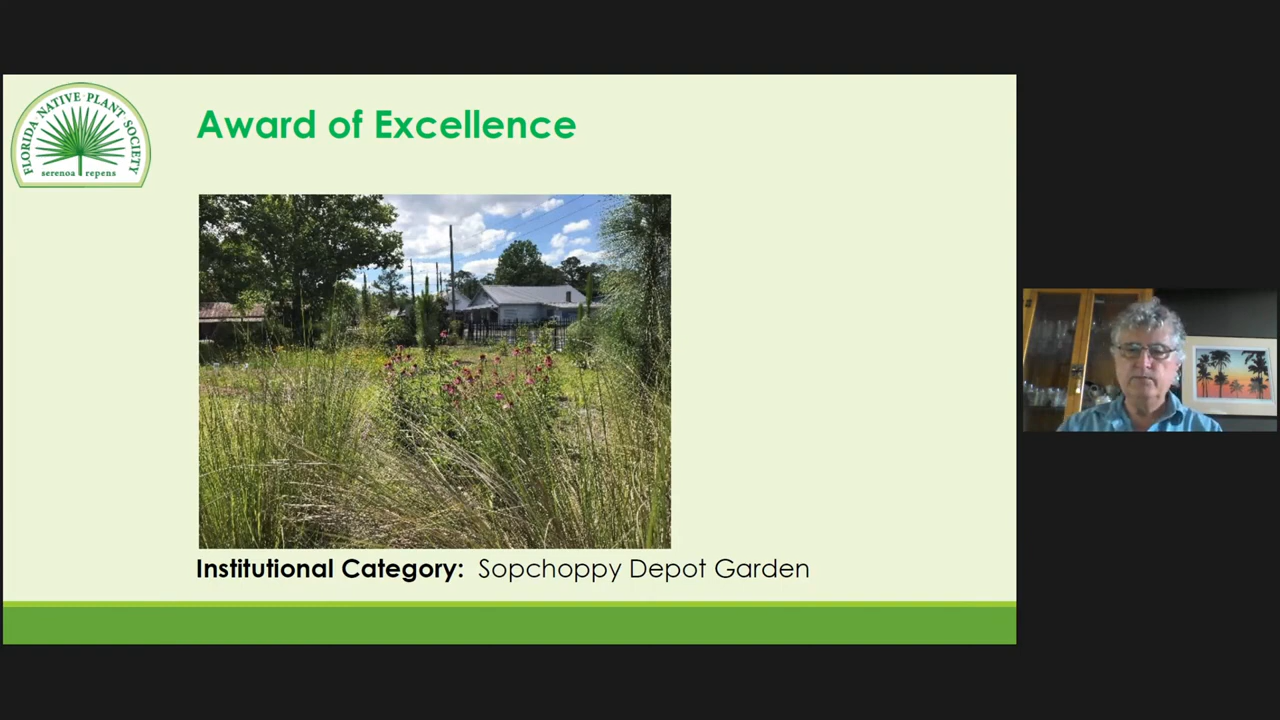 FLORIDA NATIVE PLANT SOCIETY
serenoa repens
Award of Excellence
Institutional Category: Sopchoppy Depot Garden